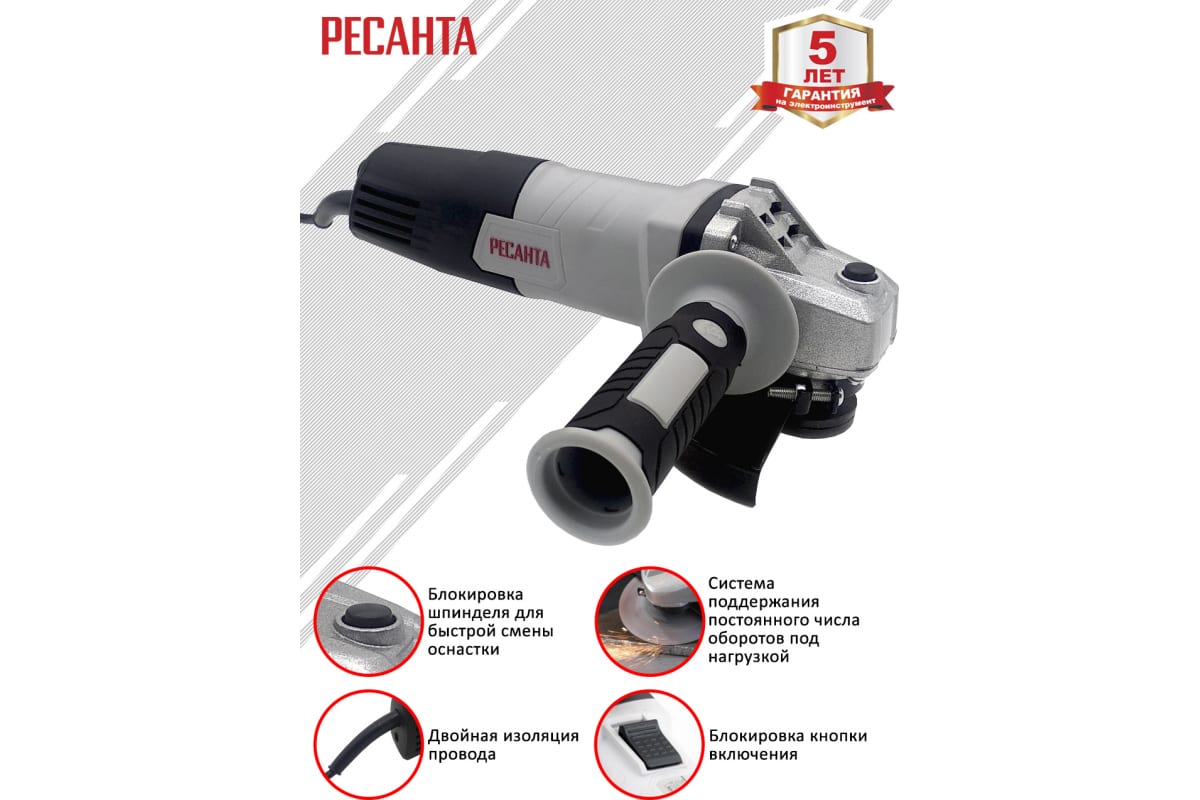 РЕСАНТА
5
ЛЕТ
ГАРАНТИЯ
на электроинструмент
РЕСАНТА
Блокировка
шпинделя для
быстрой смены
оснастки
Система
поддержания
постоянного числа
оборотов под
нагрузкой
Двойная изоляция
провода
Блокировка кнопки
включения